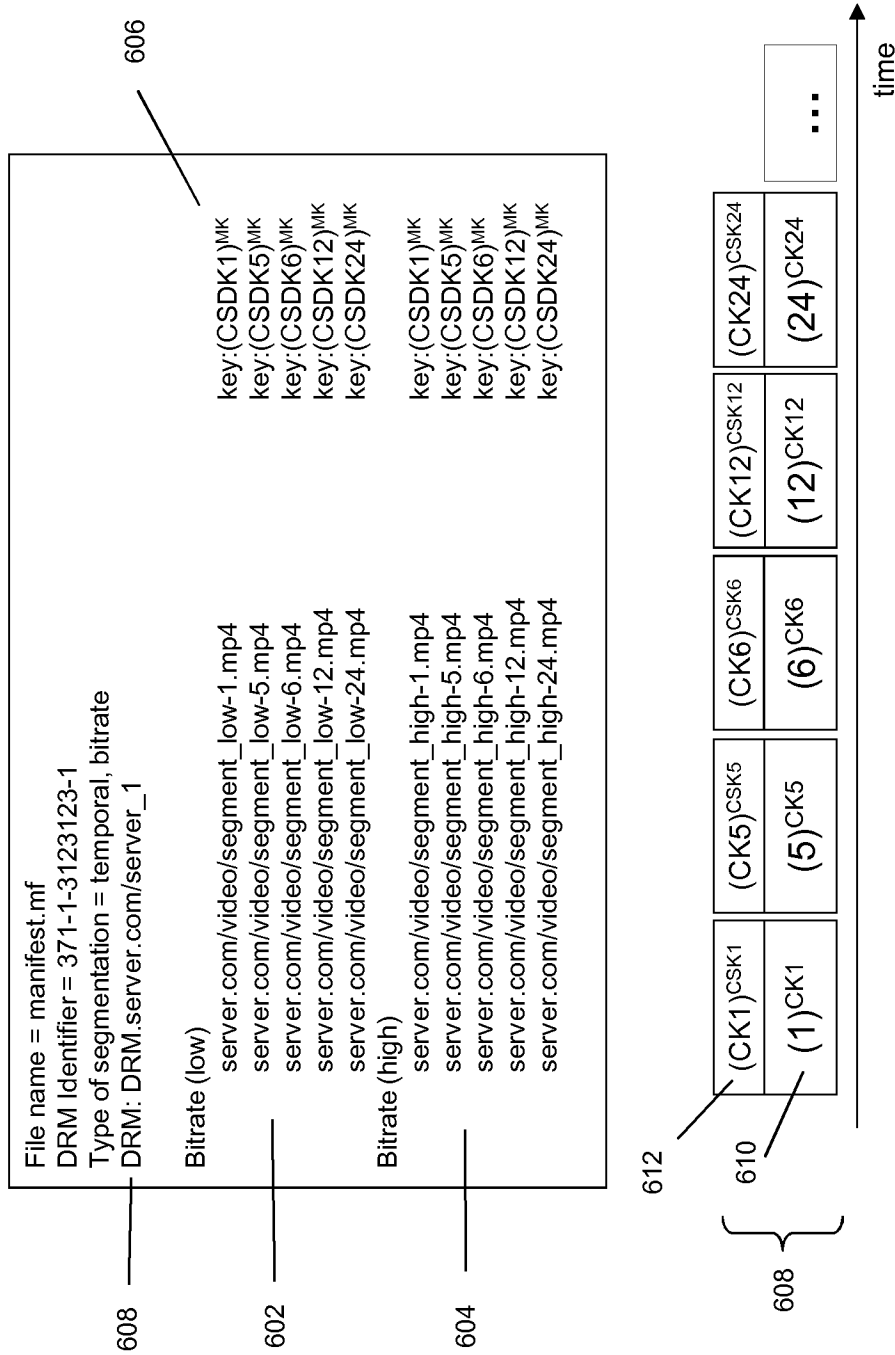 File name = manifest.mf
DRM Identifier = 371-1-3123123-1
Type of segmentation = temporal, bitrate
DRM: DRM.server.com/server_1
608
606
Bitrate (low)
server.com/video/segment_low-1.mp4 key:(CSDK1)^MK
server.com/video/segment_low-5.mp4 key:(CSDK5)^MK
server.com/video/segment_low-6.mp4 key:(CSDK6)^MK
server.com/video/segment_low-12.mp4 key:(CSDK12)^MK
server.com/video/segment_low-24.mp4 key:(CSDK24)^MK
602
Bitrate (high)
server.com/video/segment_high-1.mp4 key:(CSDK1)^MK
server.com/video/segment_high-5.mp4 key:(CSDK5)^MK
server.com/video/segment_high-6.mp4 key:(CSDK6)^MK
server.com/video/segment_high-12.mp4 key:(CSDK12)^MK
server.com/video/segment_high-24.mp4 key:(CSDK24)^MK
604
612
(CK1)^CSK1 (CK5)^CSK5 (CK6)^CSK6 (CK12)^CSK12 (CK24)^CSK24
610
(1)^CK1 (5)^CK5 (6)^CK6 (12)^CK12 (24)^CK24 ...
608
time